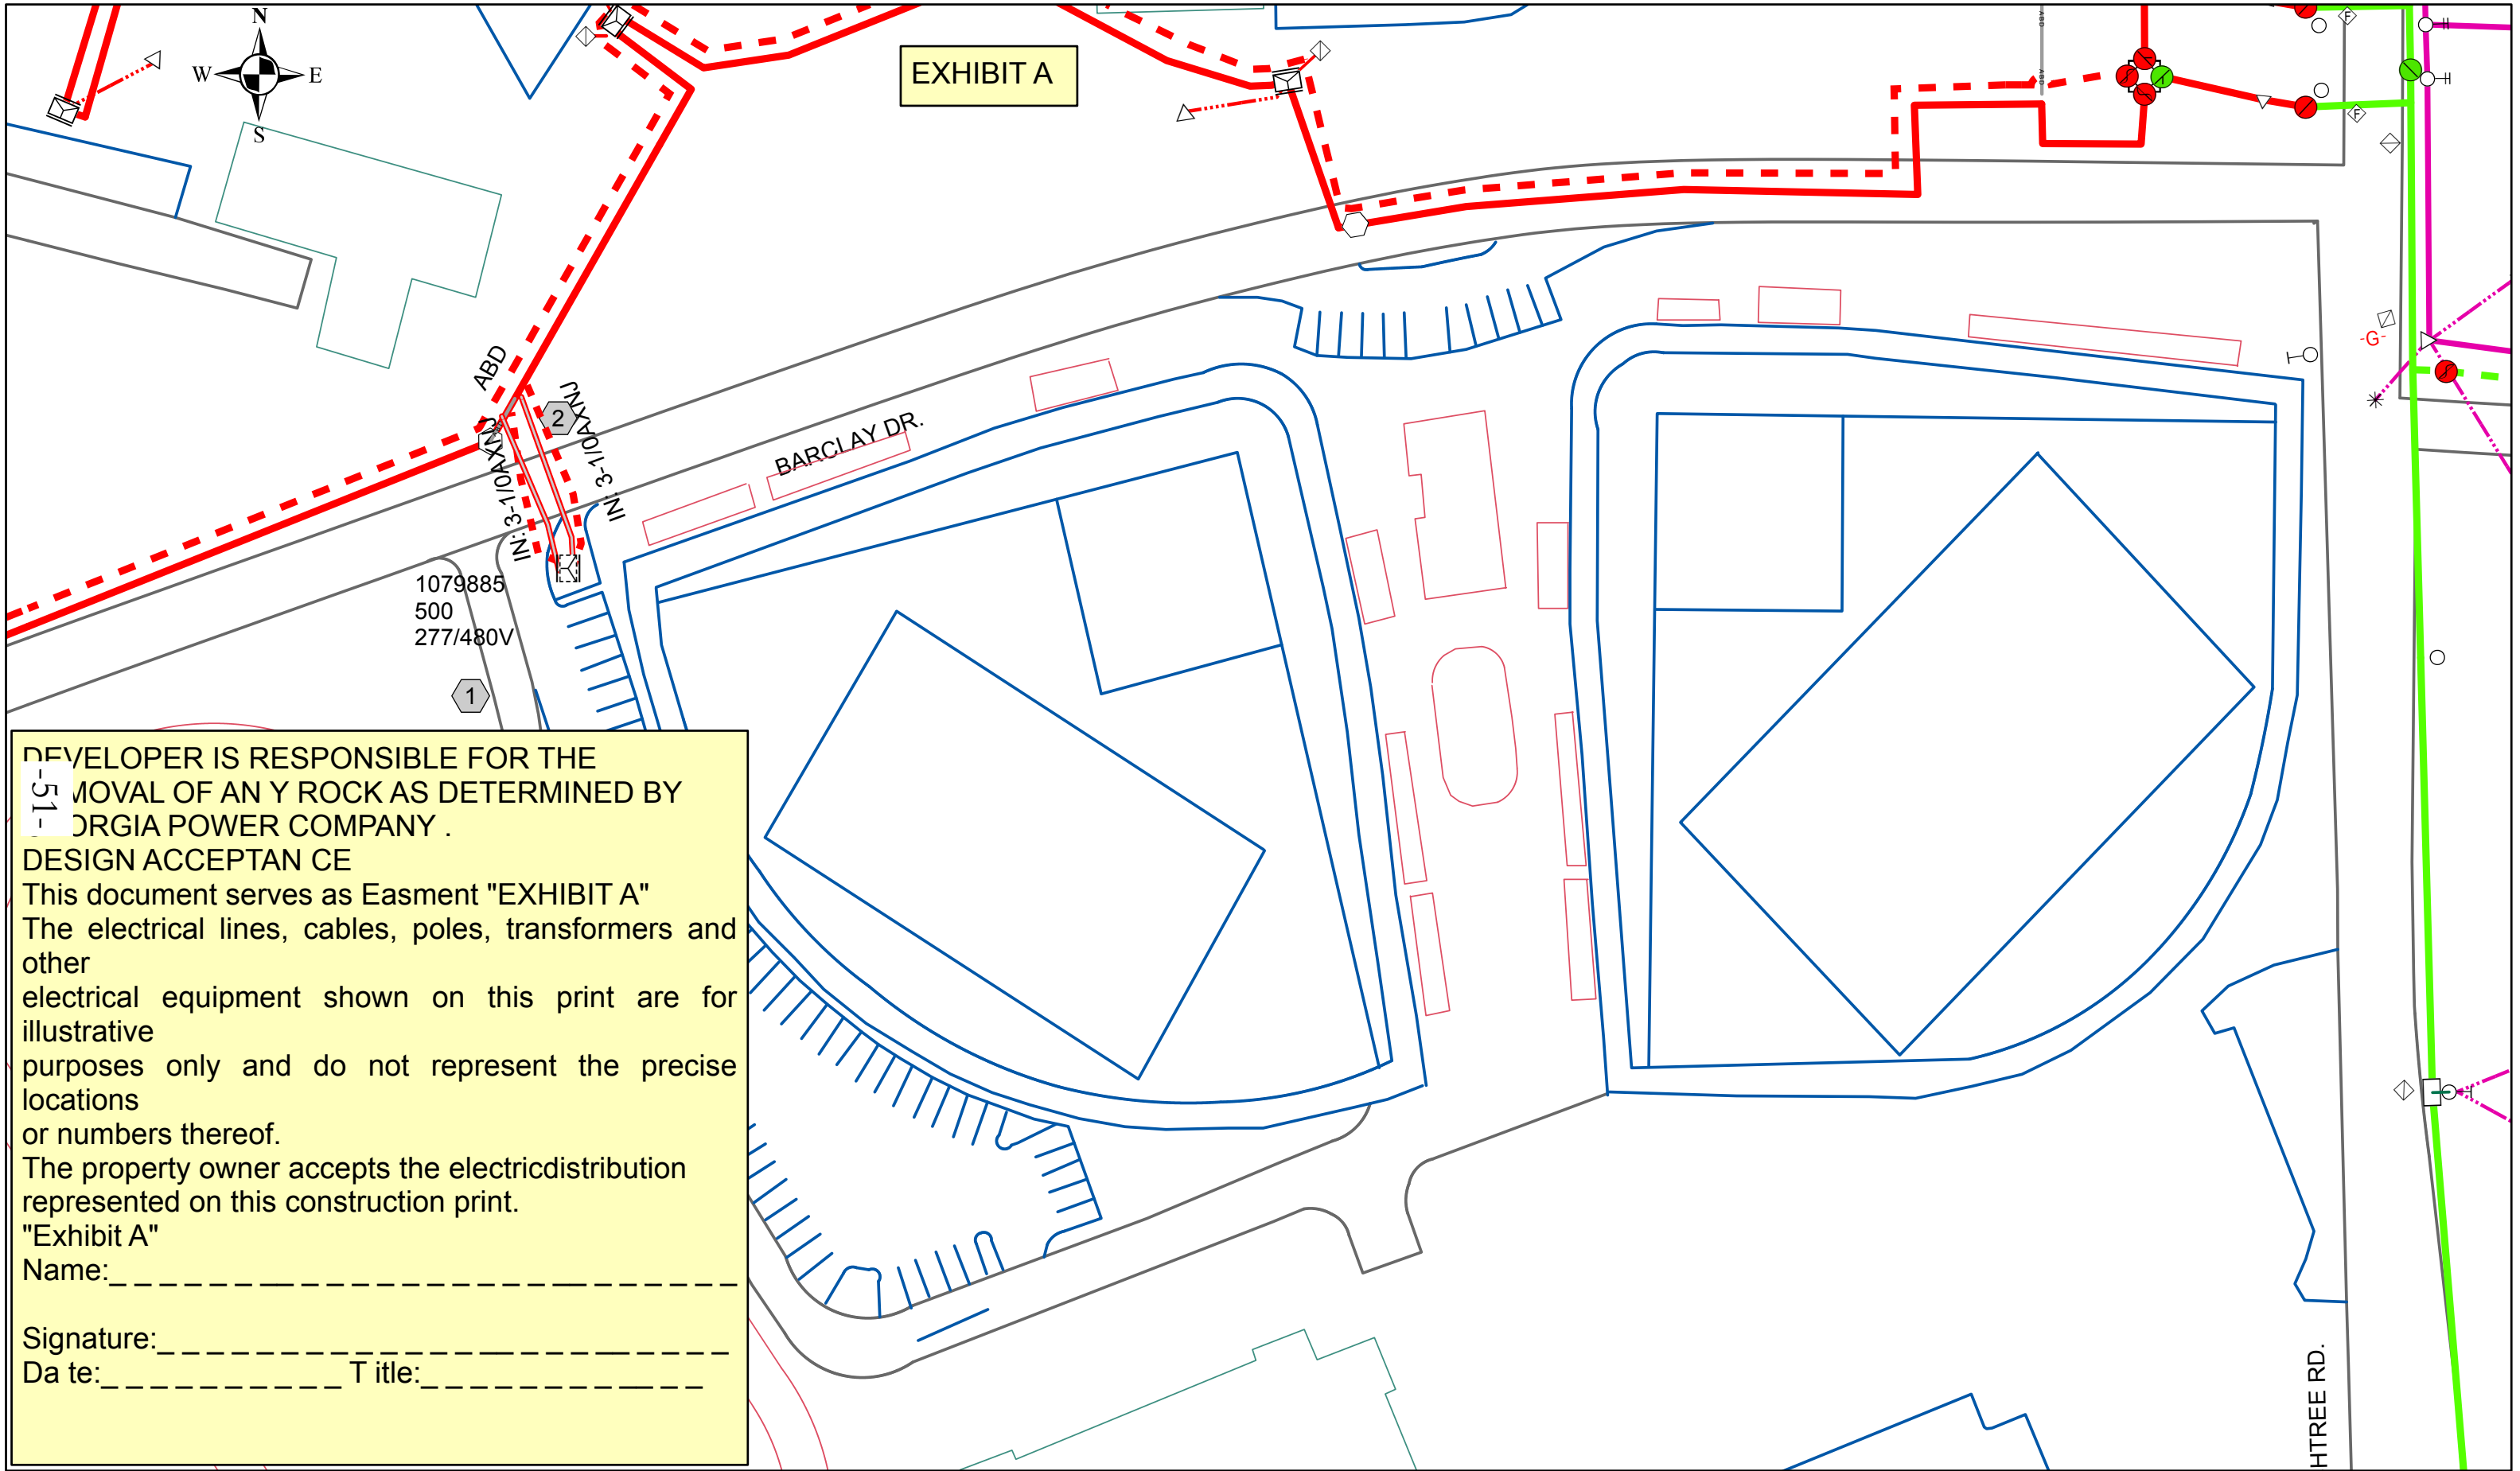 N
W E
S
EXHIBIT A
ABD
ABD
F
F
ABD
2
IN: 3-1/0AXNJ
IN: 3-1/0AXNJ
BARCLAY DR.
-G-
1079885
500
277/480V
1
DEVELOPER IS RESPONSIBLE FOR THE
MOVAL OF AN Y ROCK AS DETERMINED BY
ORGIA POWER COMPANY .
-51-
DESIGN ACCEPTAN CE
This document serves as Easment "EXHIBIT A"
The electrical lines, cables, poles, transformers and
other
electrical equipment shown on this print are for
illustrative
purposes only and do not represent the precise
locations
or numbers thereof.
The property owner accepts the electricdistribution
represented on this construction print.
"Exhibit A"
Name:_ _ _ _ _ _ _ _ _ _ _ _ _ _ _ _ _ _ _ _ _ _ _ _ _
Signature:_ _ _ _ _ _ _ _ _ _ _ _ _ _ _ _ _ _ _ _ _ _ _
Da te:_ _ _ _ _ _ _ _ _ _ T itle:_ _ _ _ _ _ _ _ _ _ _ _
HTREE RD.